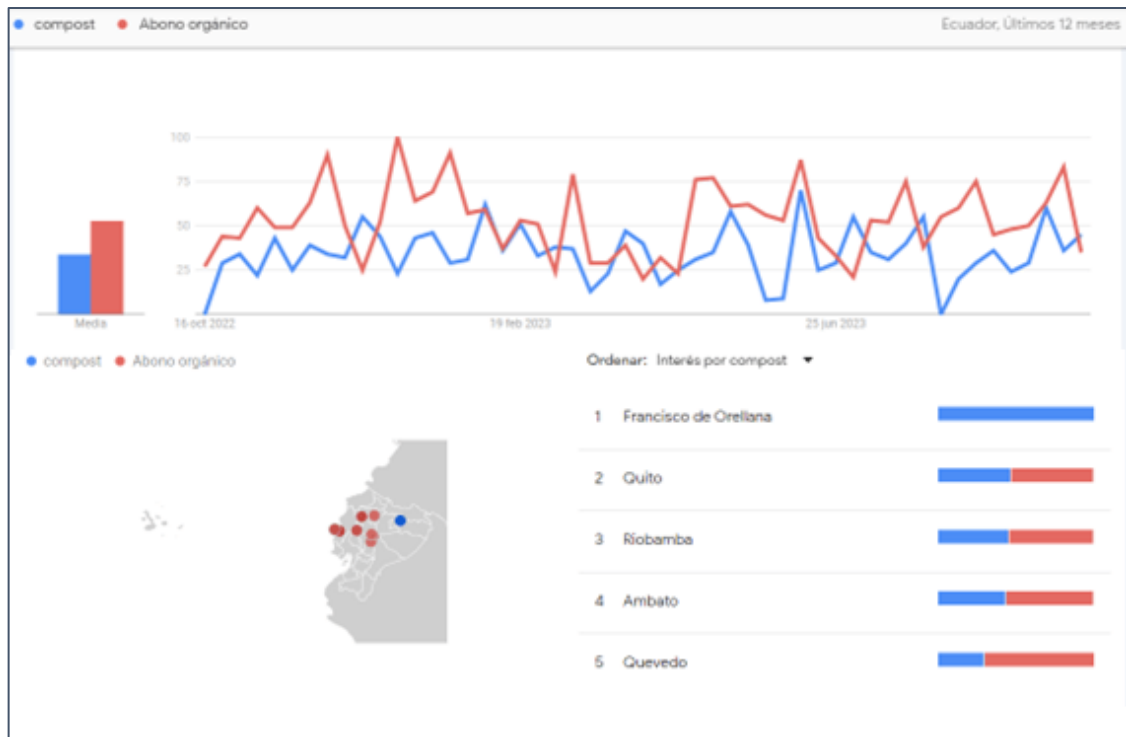 compost Abono orgánico Ecuador, Últimos 12 meses
100
75
50
25
Media 16 oct 2022 19 feb 2023 25 jun 2023
compost Abono orgánico Ordenar: Interés por compost
1 Francisco de Orellana
2 Quito
3 Riobamba
4 Ambato
5 Quevedo